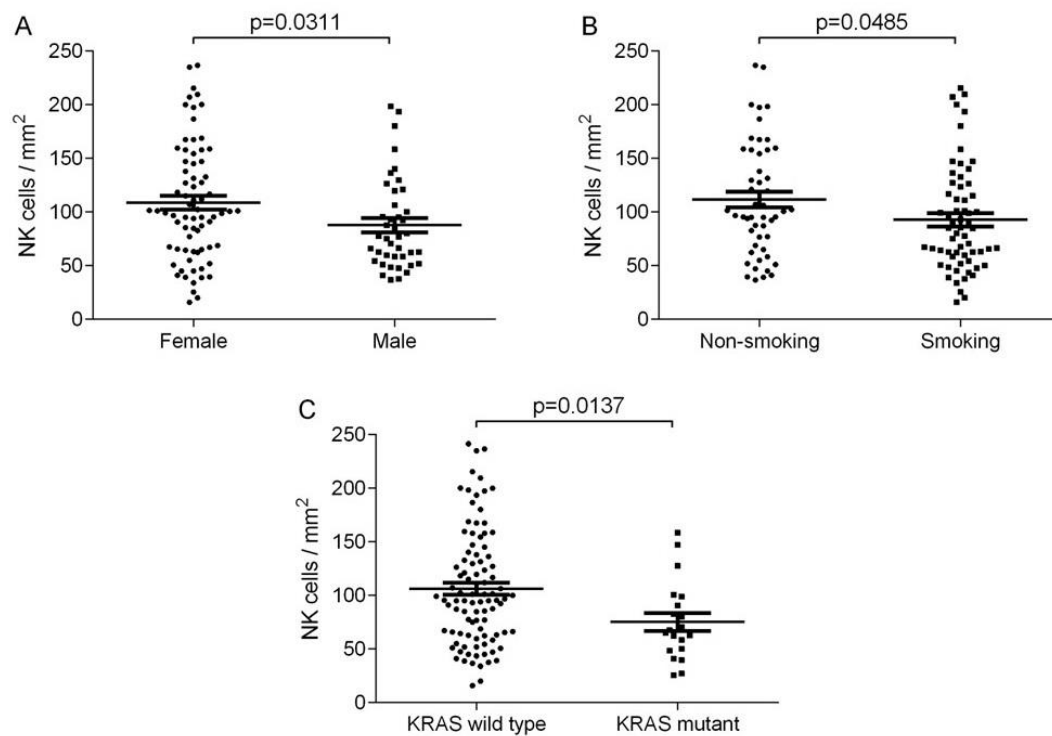 A
p=0.0311
NK cells / mm²
250
200
150
100
50
0
Female Male
B
p=0.0485
NK cells / mm²
250
200
150
100
50
0
Non-smoking Smoking
C
p=0.0137
NK cells / mm²
250
200
150
100
50
0
KRAS wild type KRAS mutant